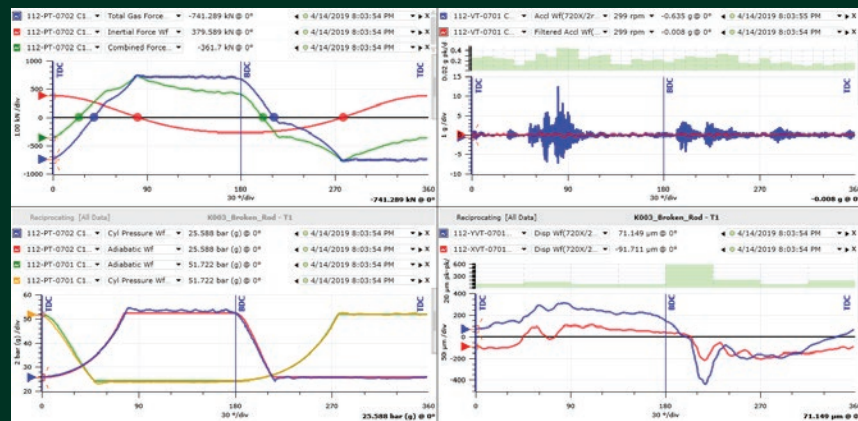 112-PT-0702 C1... Total Gas Force... -741.289 kN @ 0° 4/14/2019 8:03:54 PM
112-PT-0702 C1... Inertial Force Wf 379.589 kN @ 0° 4/14/2019 8:03:54 PM
112-PT-0702 C1... Combined Force... -361.7 kN @ 0° 4/14/2019 8:03:54 PM
1000
500
0
-500
-1000
100 kN /div
TDC
BDC
90 180 270 360
30 °/div
-741.289 kN @ 0°
112-VT-0701 C... Accl Wf(720X/2r... 299 rpm -0.635 g @ 0° 4/14/2019 8:03:55 PM
112-VT-0701 C... Filtered Accl Wf(... 299 rpm -0.008 g @ 0° 4/14/2019 8:03:54 PM
0.4
0.2
0.02 g pk/d
15
10
5
0
-5
-10
-15
1 g /div
TDC
BDC
TDC
0 90 180 270 360
30 °/div
-0.008 g @ 0°
Reciprocating [All Data] K003_Broken_Rod - T1
112-PT-0702 C1... Cyl Pressure Wf... 25.588 bar (g) @ 0° 4/14/2019 8:03:54 PM
112-PT-0702 C1... Adiabatic Wf 25.588 bar (g) @ 0° 4/14/2019 8:03:54 PM
112-PT-0701 C1... Adiabatic Wf 51.722 bar (g) @ 0° 4/14/2019 8:03:54 PM
112-PT-0701 C1... Cyl Pressure Wf... 51.722 bar (g) @ 0° 4/14/2019 8:03:54 PM
60
50
40
30
20
2 bar (g) /div
TDC
BDC
TDC
0 90 180 270 360
30 °/div
25.588 bar (g) @ 0°
Reciprocating [All Data] K003_Broken_Rod - T1
112-YVT-0701... Disp Wf(720X/2... 71.149 µm @ 0° 4/14/2019 8:03:54 PM
112-XVT-0701... Disp Wf(720X/2... -91.711 µm @ 0° 4/14/2019 8:03:54 PM
600
20 µm pk-pk/
400
200
0
-200
-400
50 µm /div
TDC
BDC
TDC
0 90 180 270 360
30 °/div
71.149 µm @ 0°